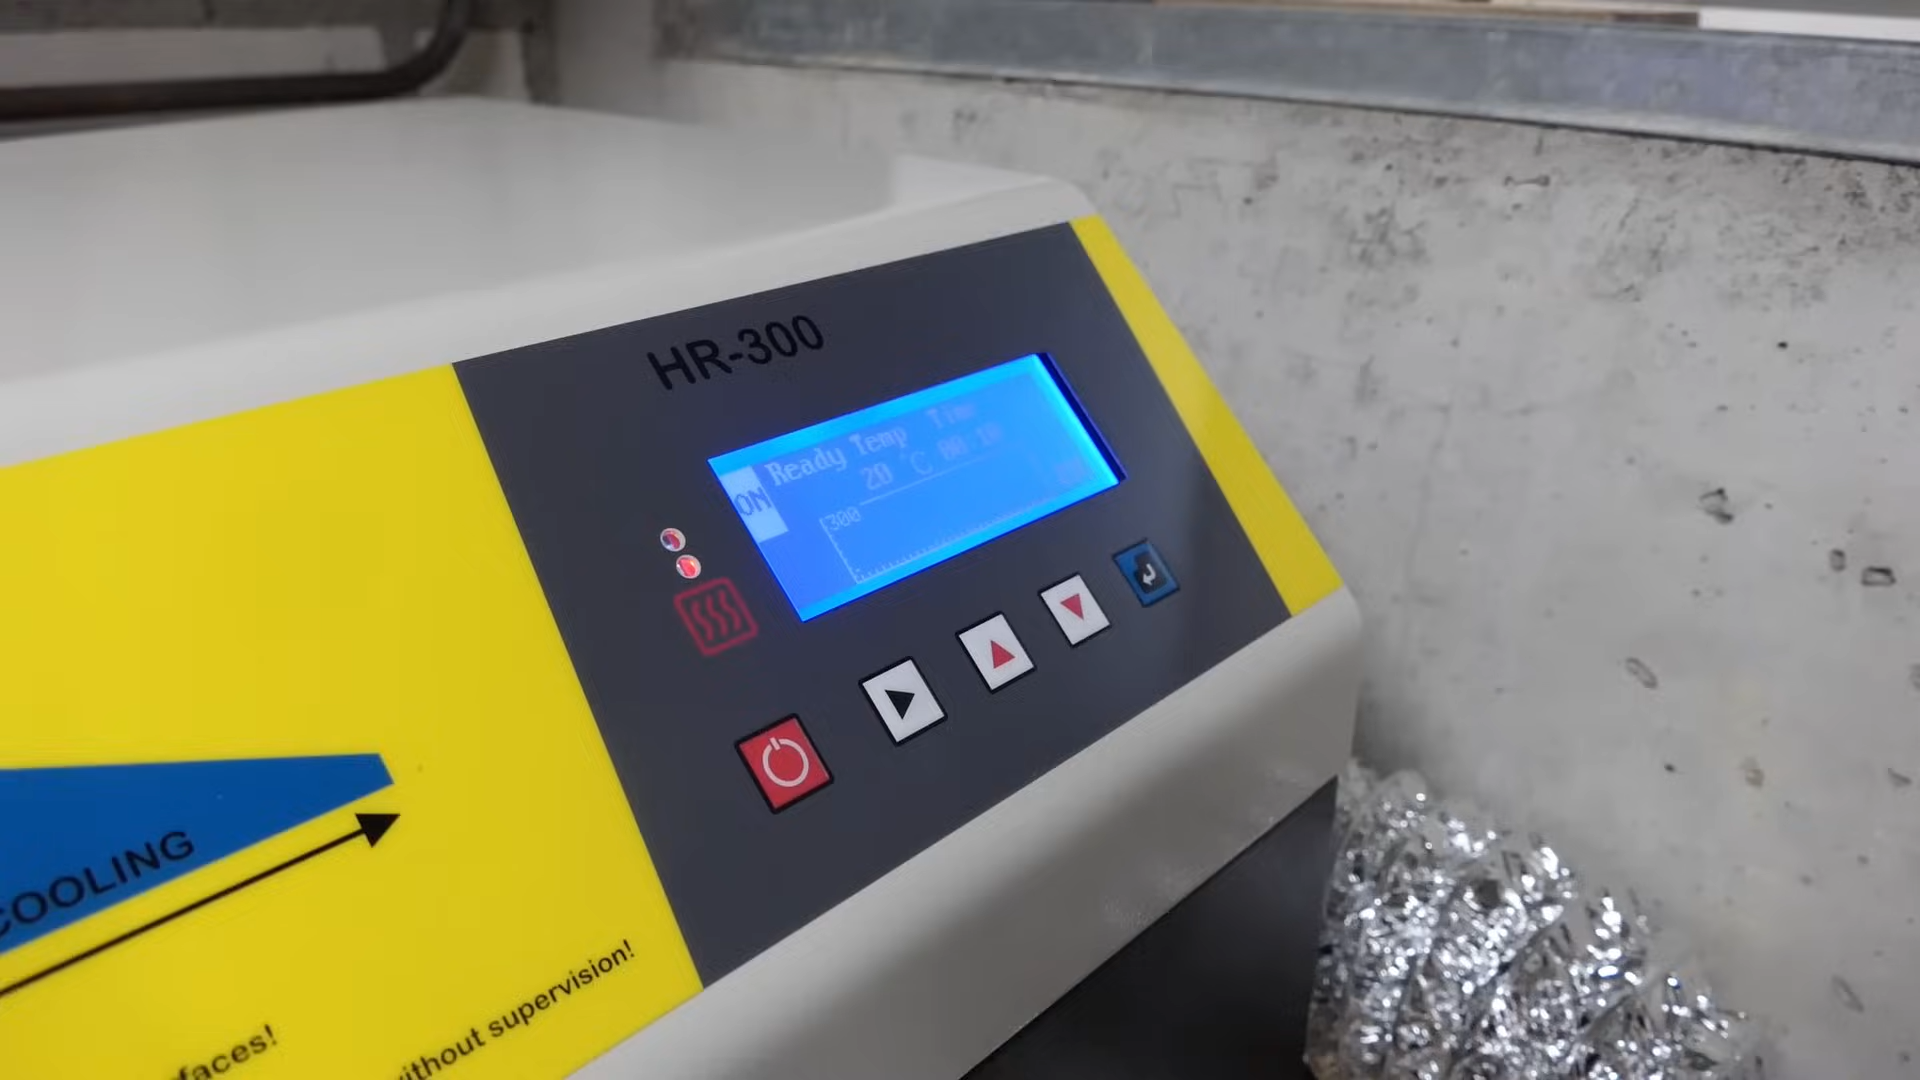 HR-300
Ready Temp Time
ON
20 °C
300
COOLING
faces!
without supervision!